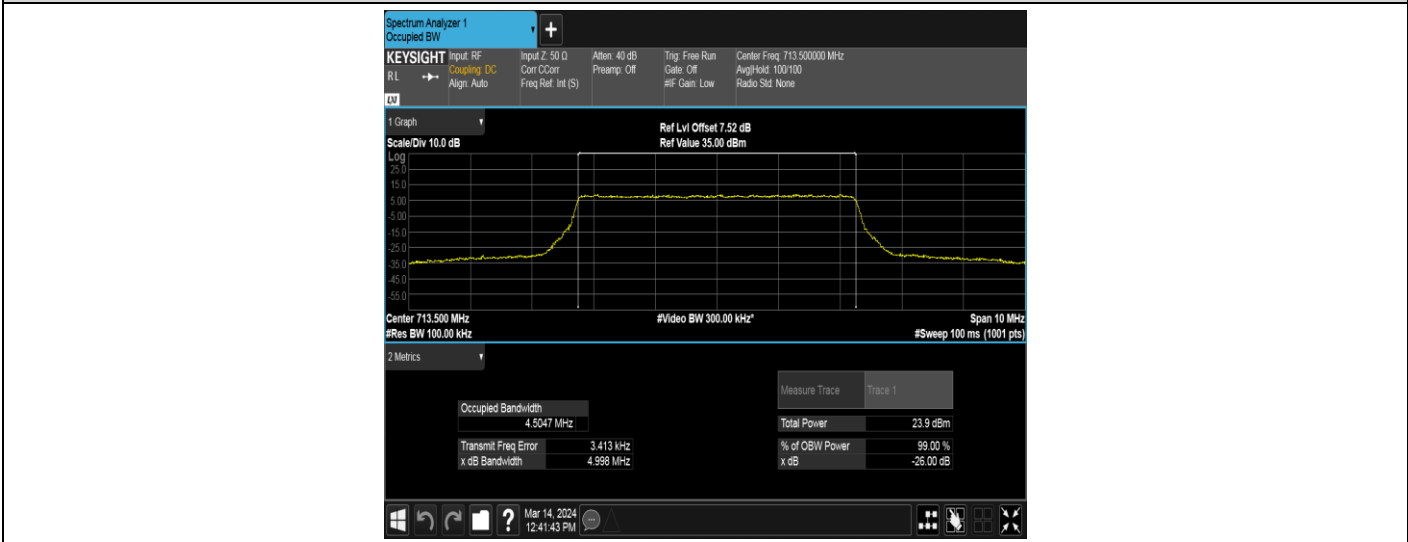 Spectrum Analyzer 1
Occupied BW
+
KEYSIGHT
RL
LXI
Input: RF
Coupling: DC
Align: Auto
Input Z: 50 Ω
Corr CCorr
Freq Ref: Int (S)
Atten: 40 dB
Preamp: Off
Trig: Free Run
Gate: Off
#IF Gain: Low
Center Freq: 713.500000 MHz
Avg|Hold: 100/100
Radio Std: None
1 Graph
Scale/Div 10.0 dB
Ref Lvl Offset 7.52 dB
Ref Value 35.00 dBm
Log
25.0
15.0
5.00
-5.00
-15.0
-25.0
-35.0
-45.0
-55.0
Center 713.500 MHz
#Video BW 300.00 kHz*
Span 10 MHz
#Res BW 100.00 kHz
#Sweep 100 ms (1001 pts)
2 Metrics
Measure Trace Trace 1
Occupied Bandwidth
4.5047 MHz
Total Power 23.9 dBm
Transmit Freq Error 3.413 kHz
% of OBW Power 99.00 %
x dB Bandwidth 4.998 MHz
x dB -26.00 dB
?
Mar 14, 2024
12:41:43 PM